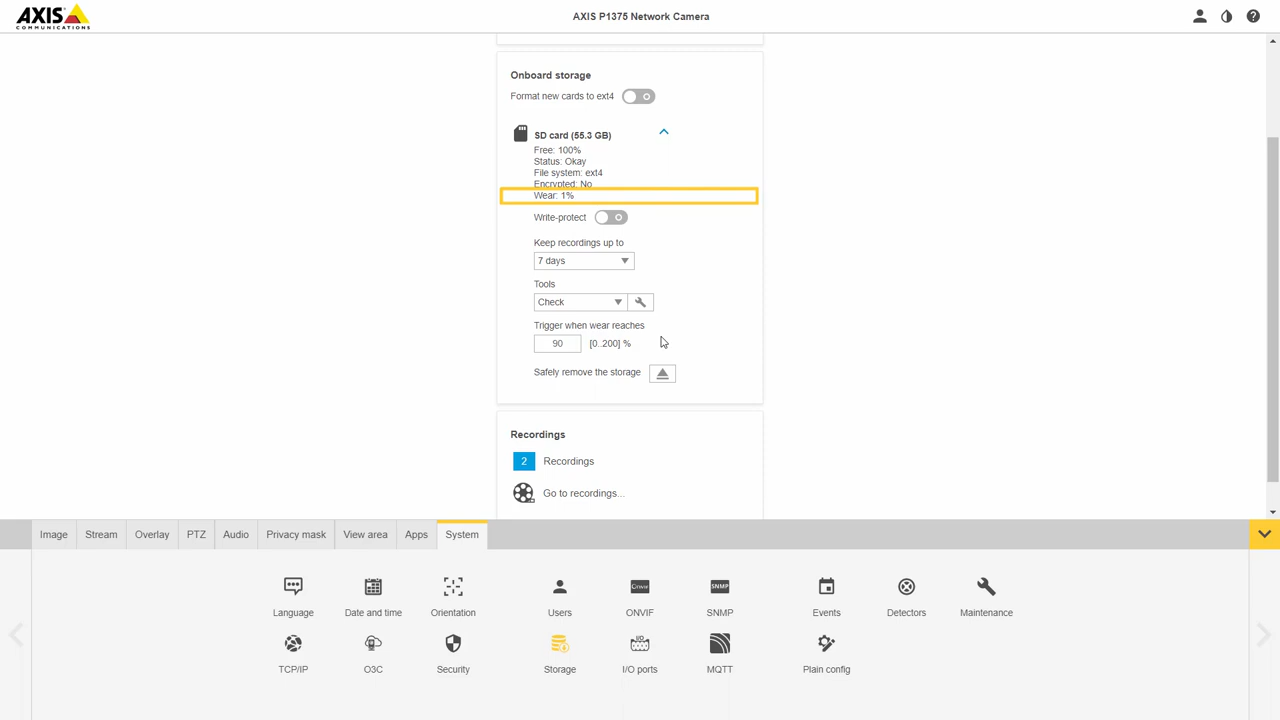 AXIS
COMMUNICATIONS
AXIS P1375 Network Camera
Onboard storage
Format new cards to ext4
SD card (55.3 GB)
Free: 100%
Status: Okay
File system: ext4
Encrypted: No
Wear: 1%
Write-protect
Keep recordings up to
7 days
Tools
Check
Trigger when wear reaches
90 [0..200] %
Safely remove the storage
Recordings
2 Recordings
Go to recordings...
Image Stream Overlay PTZ Audio Privacy mask View area Apps System
Language Date and time Orientation Users ONVIF SNMP Events Detectors Maintenance
TCP/IP O3C Security Storage I/O ports MQTT Plain config